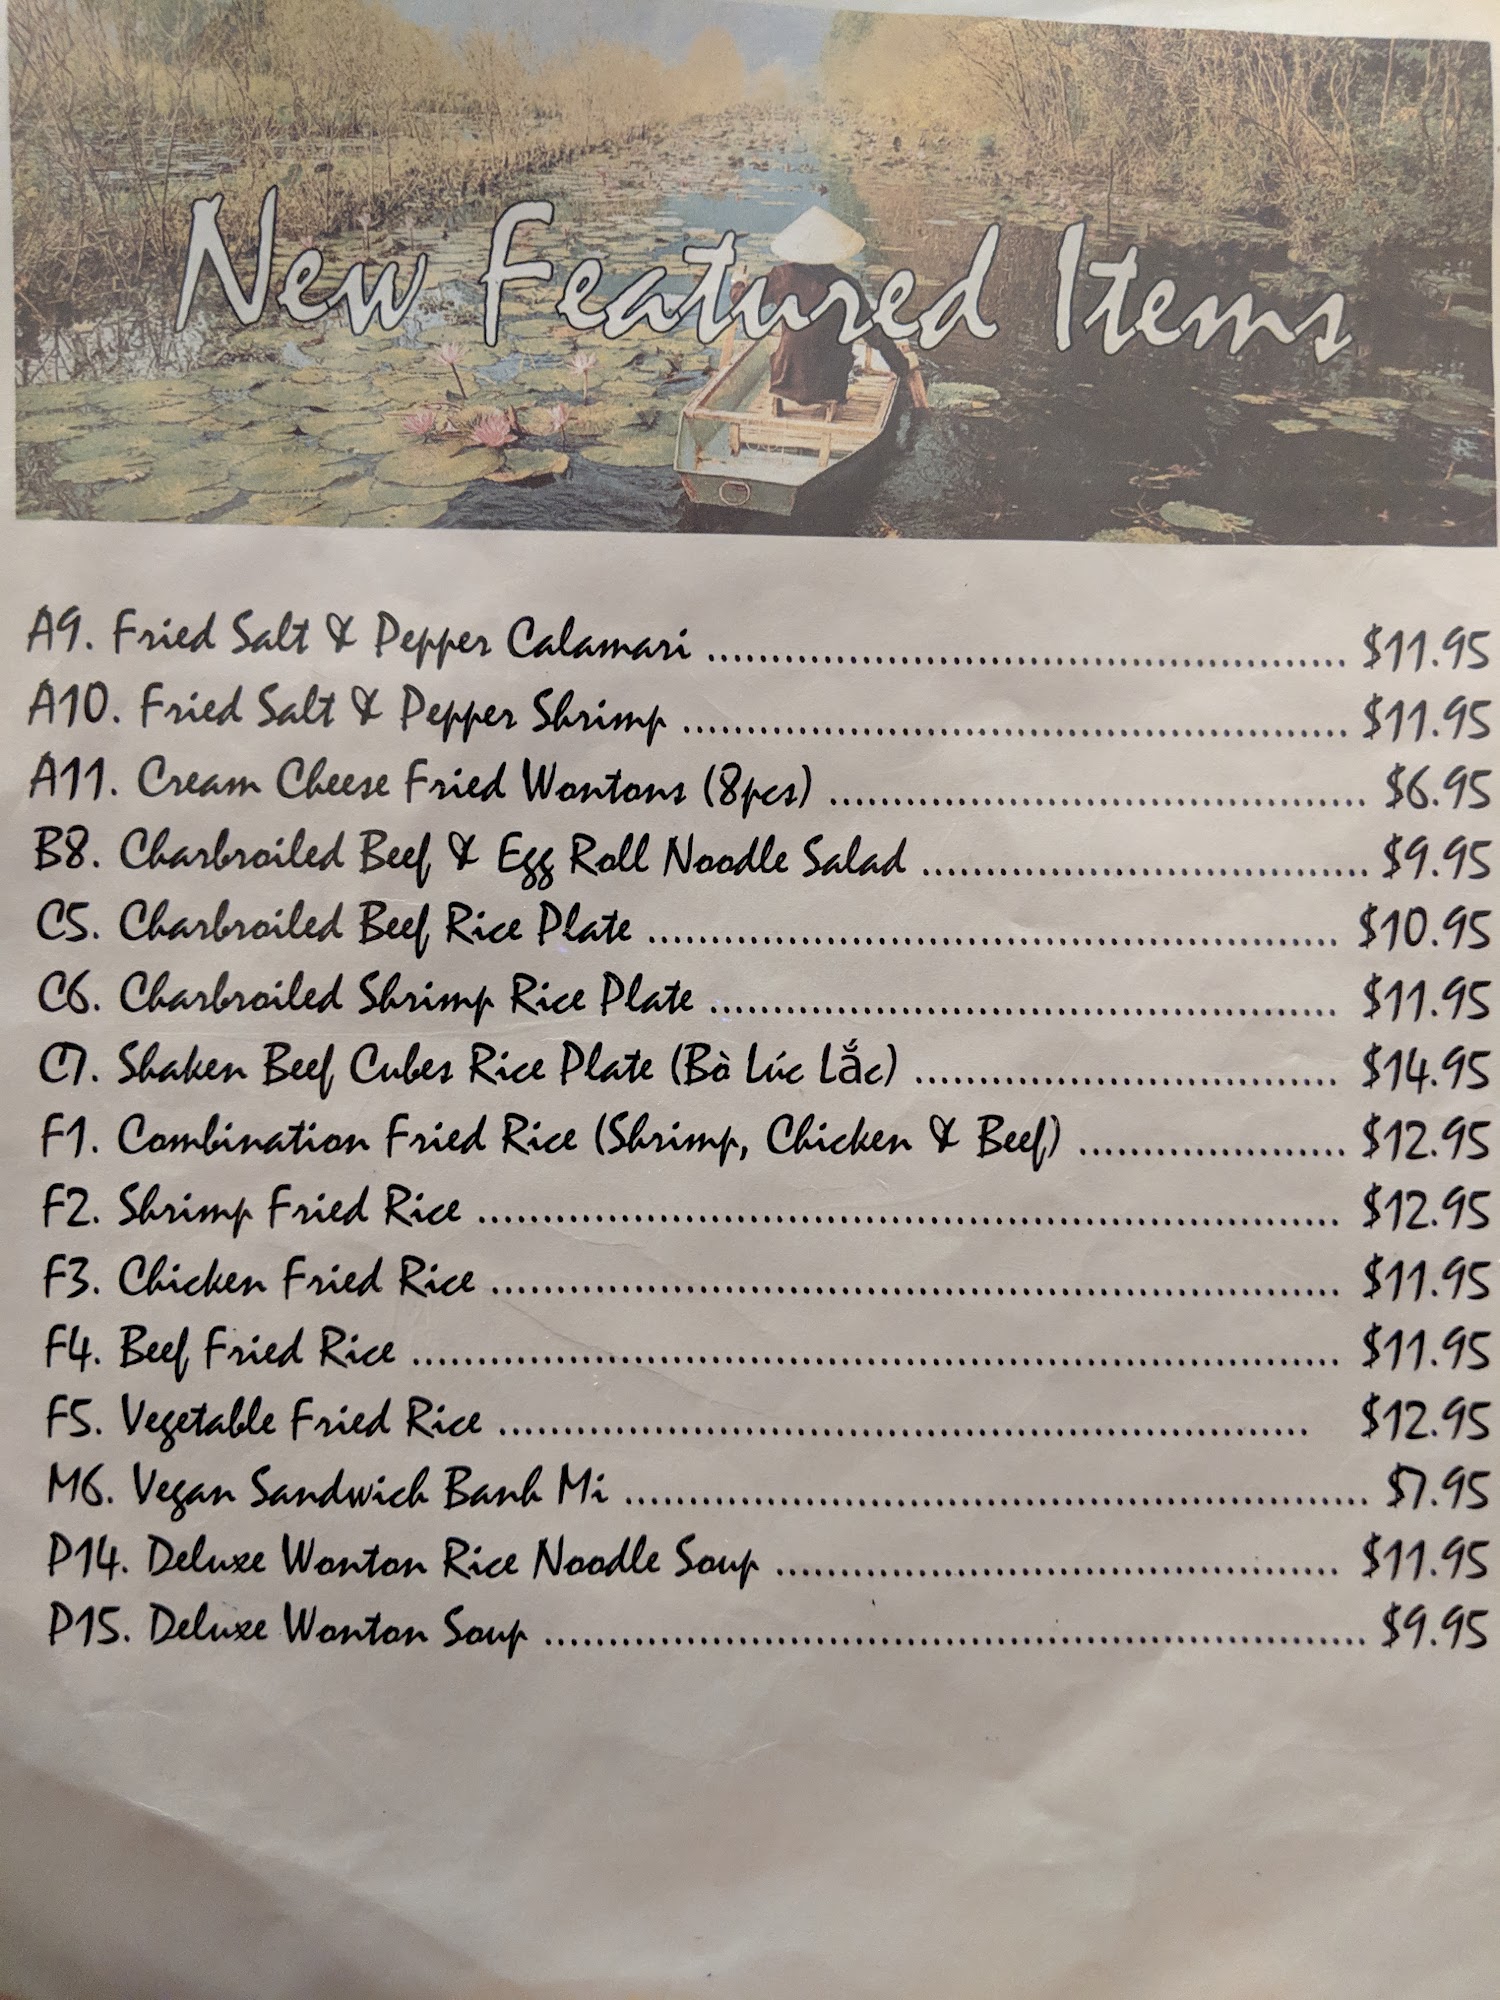 New Featured Items
A9. Fried Salt & Pepper Calamari ........ $11.95
A10. Fried Salt & Pepper Shrimp ........ $11.95
A11. Cream Cheese Fried Wontons (8pcs) ........ $6.95
B8. Charbroiled Beef & Egg Roll Noodle Salad ........ $9.95
C5. Charbroiled Beef Rice Plate ........ $10.95
C6. Charbroiled Shrimp Rice Plate ........ $11.95
C7. Shaken Beef Cubes Rice Plate (Bò Lúc Lắc) ........ $14.95
F1. Combination Fried Rice (Shrimp, Chicken & Beef) ........ $12.95
F2. Shrimp Fried Rice ........ $12.95
F3. Chicken Fried Rice ........ $11.95
F4. Beef Fried Rice ........ $11.95
F5. Vegetable Fried Rice ........ $12.95
M6. Vegan Sandwich Banh Mi ........ $7.95
P14. Deluxe Wonton Rice Noodle Soup ........ $11.95
P15. Deluxe Wonton Soup ........ $9.95